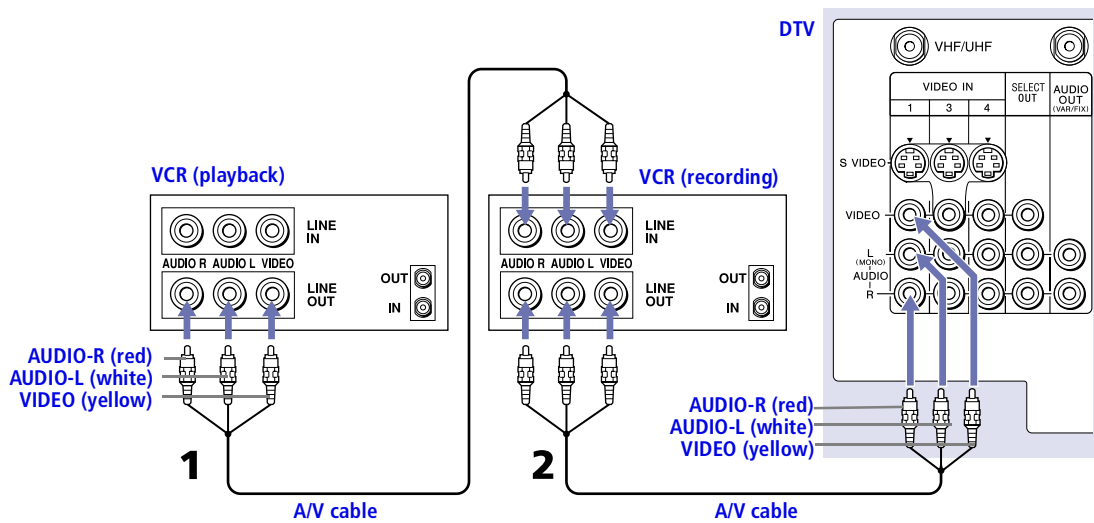 DTV
VHF/UHF
VIDEO IN
SELECT OUT
AUDIO OUT
(VAR/FIX)
1 3 4
S VIDEO
VIDEO
L
(MONO)
AUDIO
R
VCR (playback)
LINE IN
AUDIO R AUDIO L VIDEO
LINE OUT
OUT
IN
VCR (recording)
LINE IN
AUDIO R AUDIO L VIDEO
LINE OUT
OUT
IN
AUDIO-R (red)
AUDIO-L (white)
VIDEO (yellow)
1
A/V cable
2
AUDIO-R (red)
AUDIO-L (white)
VIDEO (yellow)
A/V cable